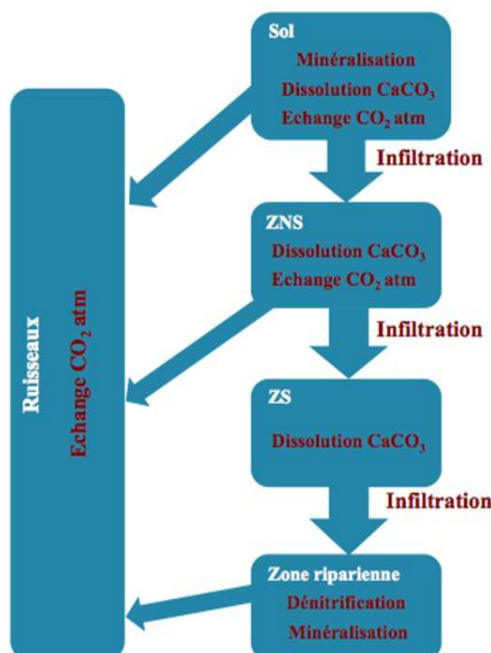 Sol
Minéralisation
Dissolution CaCO₃
Echange CO₂ atm
Infiltration
ZNS
Dissolution CaCO₃
Echange CO₂ atm
Infiltration
ZS
Dissolution CaCO₃
Infiltration
Zone riparienne
Dénitrification
Minéralisation
Ruisseaux
Echange CO₂ atm